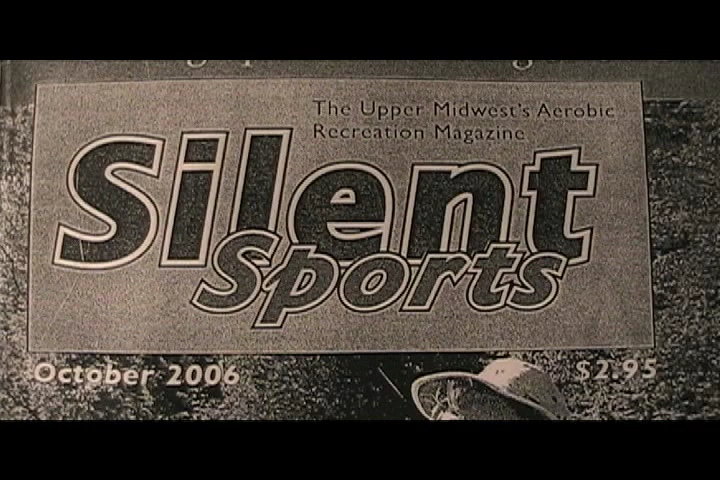 The Upper Midwest's Aerobic
Recreation Magazine
Silent
Sports
October 2006
$2.95